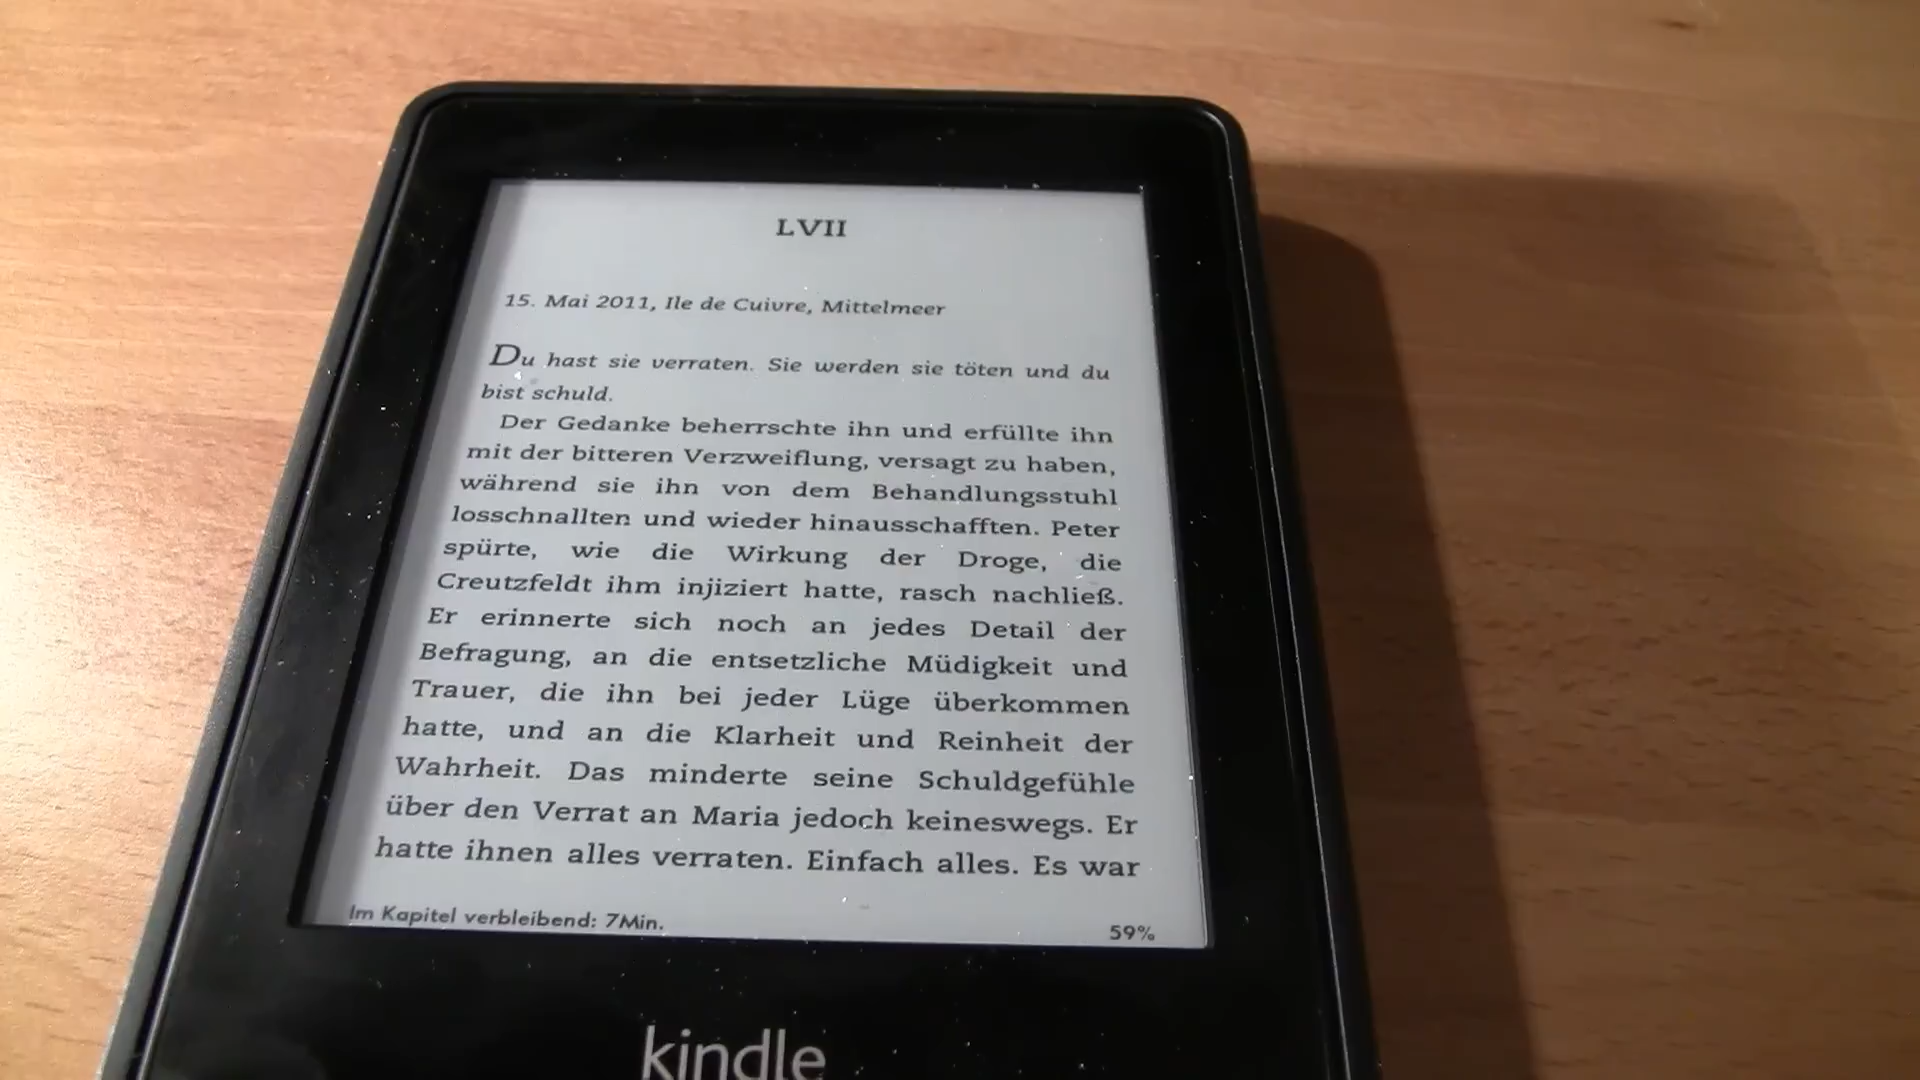 LVII
15. Mai 2011, Ile de Cuivre, Mittelmeer
Du hast sie verraten. Sie werden sie töten und du
bist schuld.
Der Gedanke beherrschte ihn und erfüllte ihn
mit der bitteren Verzweiflung, versagt zu haben,
während sie ihn von dem Behandlungsstuhl
losschnallten und wieder hinausschafften. Peter
spürte, wie die Wirkung der Droge, die
Creutzfeldt ihm injiziert hatte, rasch nachließ.
Er erinnerte sich noch an jedes Detail der
Befragung, an die entsetzliche Müdigkeit und
Trauer, die ihn bei jeder Lüge überkommen
hatte, und an die Klarheit und Reinheit der
Wahrheit. Das minderte seine Schuldgefühle
über den Verrat an Maria jedoch keineswegs. Er
hatte ihnen alles verraten. Einfach alles. Es war
Im Kapitel verbleibend: 7Min. 59%
kindle